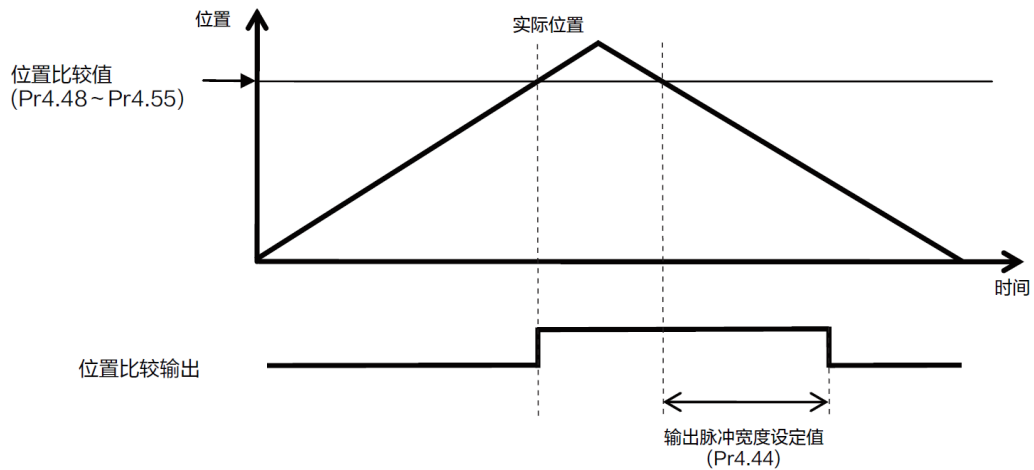 位置
实际位置
位置比较值
(Pr4.48~Pr4.55)
时间
位置比较输出
输出脉冲宽度设定值
(Pr4.44)